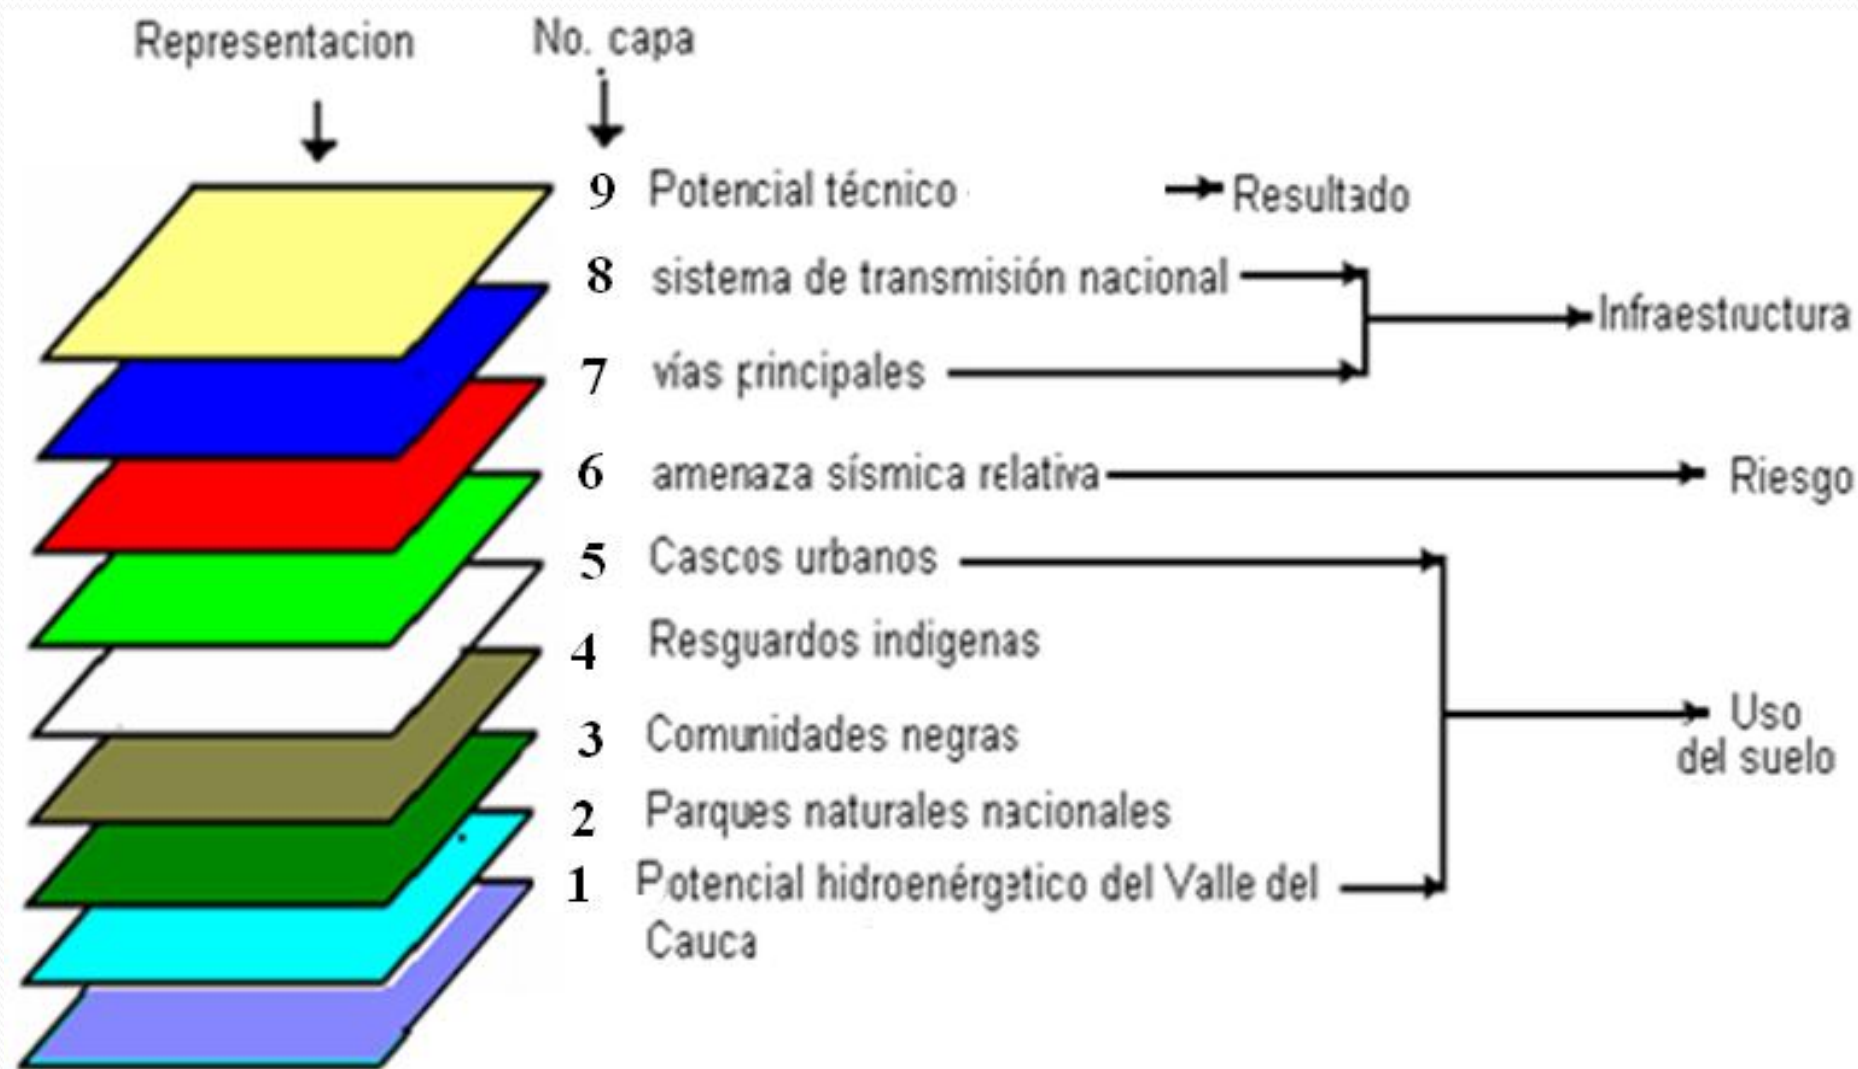 Representacion
No. capa
9 Potencial técnico Resultado
8 sistema de transmisión nacional
Infraestructura
7 vías principales
6 amenaza sísmica relativa Riesgo
5 Cascos urbanos
4 Resguardos indigenas
Uso
del suelo
3 Comunidades negras
2 Parques naturales nacionales
1 Potencial hidroenérgetico del Valle del
Cauca